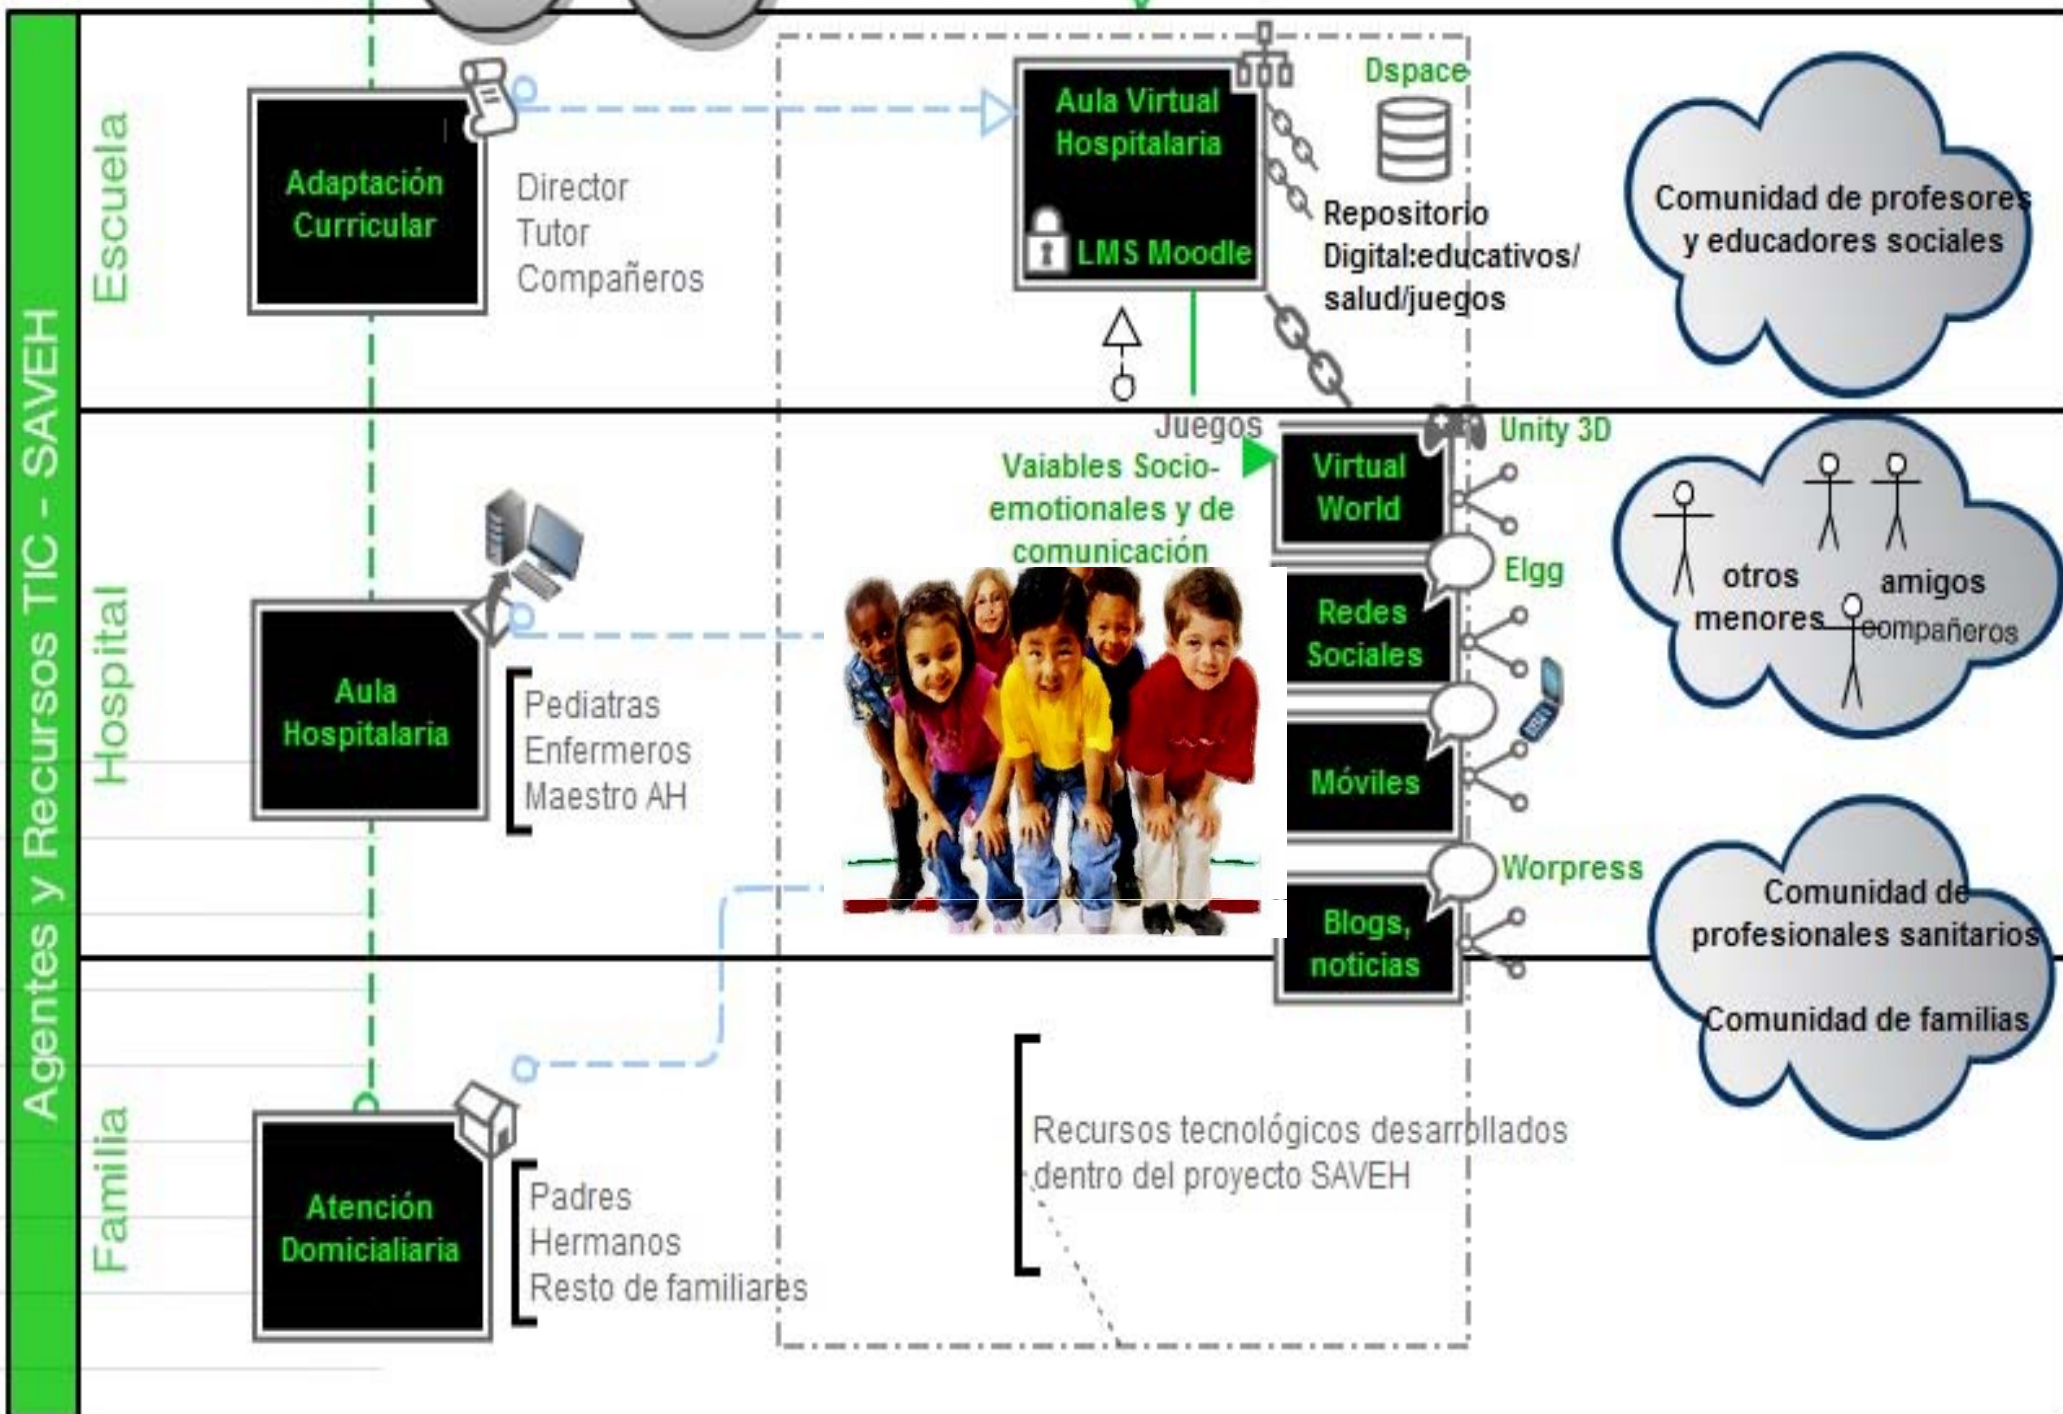 Agentes y Recursos TIC - SAVEH
Escuela
Adaptación
Curricular
Director
Tutor
Compañeros
Aula Virtual
Hospitalaria
LMS Moodle
Dspace
Repositorio
Digital:educativos/
salud/juegos
Comunidad de profesores
y educadores sociales
Hospital
Aula
Hospitalaria
Pediatras
Enfermeros
Maestro AH
Juegos
Vaiables Socio-
emotionales y de
comunicación
Virtual
World
Unity 3D
Redes
Sociales
Elgg
Móviles
Blogs,
noticias
Worpress
otros
menores
amigos
compañeros
Comunidad de
profesionales sanitarios
Comunidad de familias
Familia
Atención
Domicialiaria
Padres
Hermanos
Resto de familiares
Recursos tecnológicos desarrollados
dentro del proyecto SAVEH